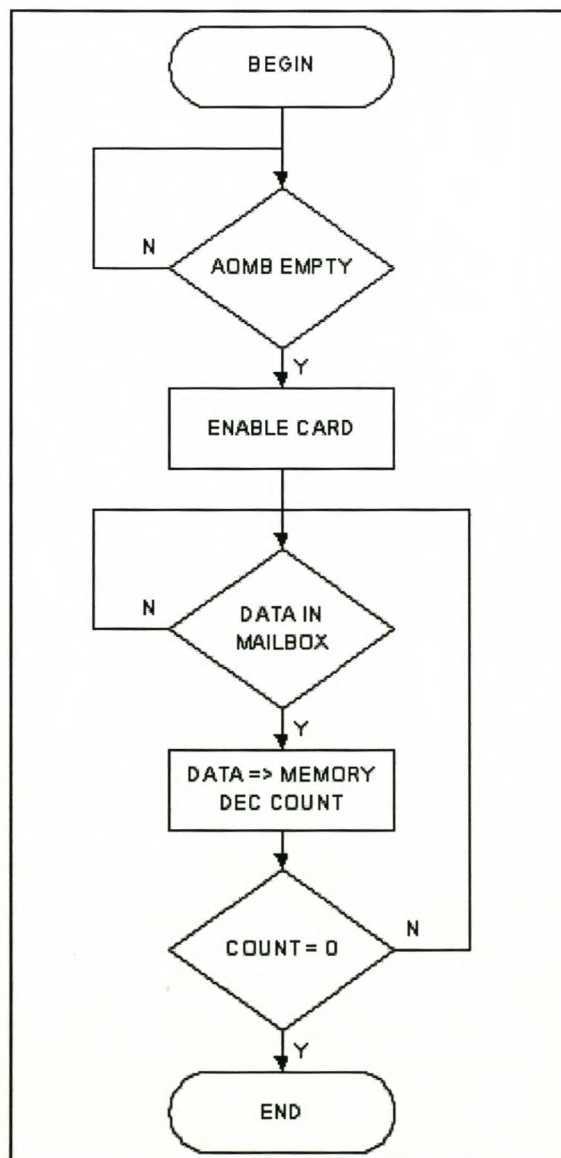 BEGIN
AOMB EMPTY
N
Y
ENABLE CARD
DATA IN
MAILBOX
N
Y
DATA => MEMORY
DEC COUNT
COUNT = 0
N
Y
END